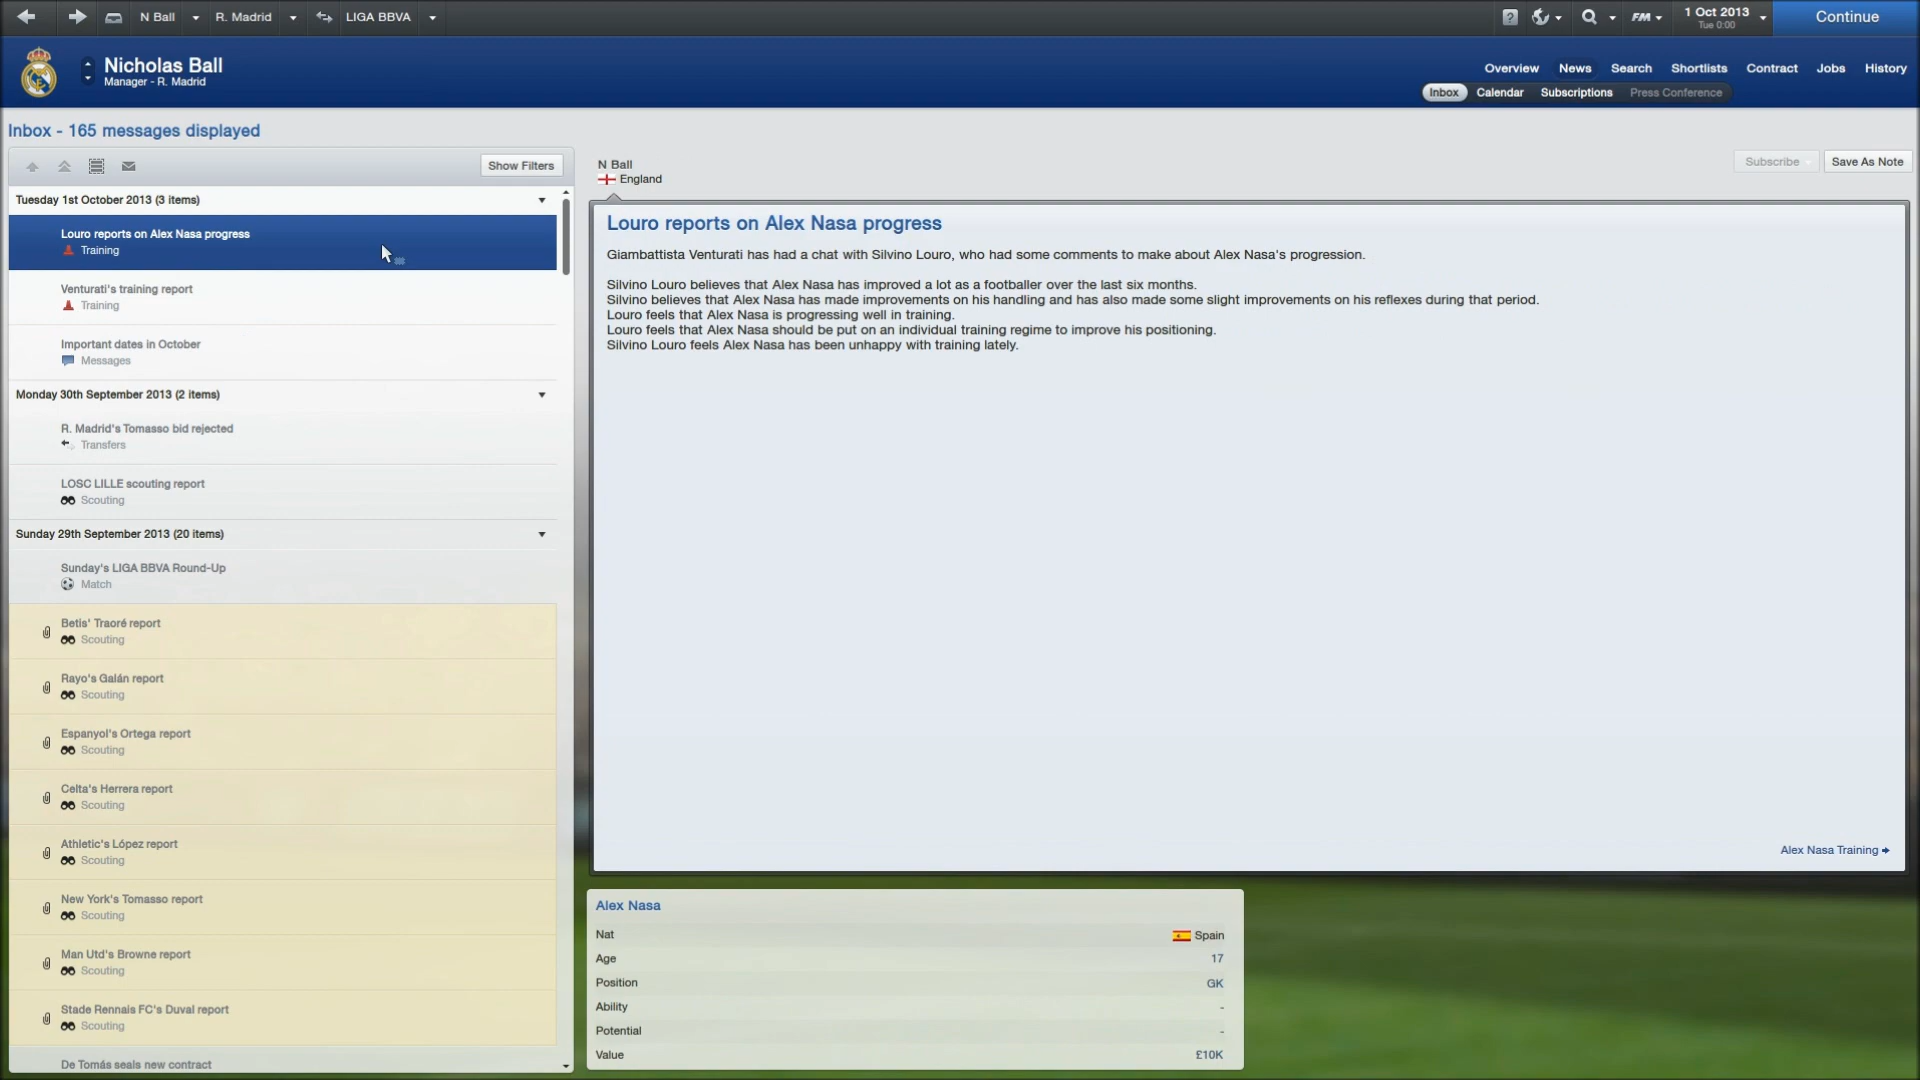 N Ball
R. Madrid
LIGA BBVA
?
FM
1 Oct 2013
Tue 0:00
Continue
Nicholas Ball
Manager - R. Madrid
Overview News Search Shortlists Contract Jobs History
Inbox Calendar Subscriptions Press Conference
Inbox - 165 messages displayed
Show Filters
Tuesday 1st October 2013 (3 items)
Louro reports on Alex Nasa progress
Training
Venturati's training report
Training
Important dates in October
Messages
Monday 30th September 2013 (2 items)
R. Madrid's Tomasso bid rejected
Transfers
LOSC LILLE scouting report
Scouting
Sunday 29th September 2013 (20 items)
Sunday's LIGA BBVA Round-Up
Match
Betis' Traoré report
Scouting
Rayo's Galán report
Scouting
Espanyol's Ortega report
Scouting
Celta's Herrera report
Scouting
Athletic's López report
Scouting
New York's Tomasso report
Scouting
Man Utd's Browne report
Scouting
Stade Rennais FC's Duval report
Scouting
De Tomás seals new contract
N Ball
England
Subscribe
Save As Note
Louro reports on Alex Nasa progress
Giambattista Venturati has had a chat with Silvino Louro, who had some comments to make about Alex Nasa's progression.
Silvino Louro believes that Alex Nasa has improved a lot as a footballer over the last six months.
Silvino believes that Alex Nasa has made improvements on his handling and has also made some slight improvements on his reflexes during that period.
Louro feels that Alex Nasa is progressing well in training.
Louro feels that Alex Nasa should be put on an individual training regime to improve his positioning.
Silvino Louro feels Alex Nasa has been unhappy with training lately.
Alex Nasa Training
Alex Nasa
Nat Spain
Age 17
Position GK
Ability -
Potential -
Value £10K